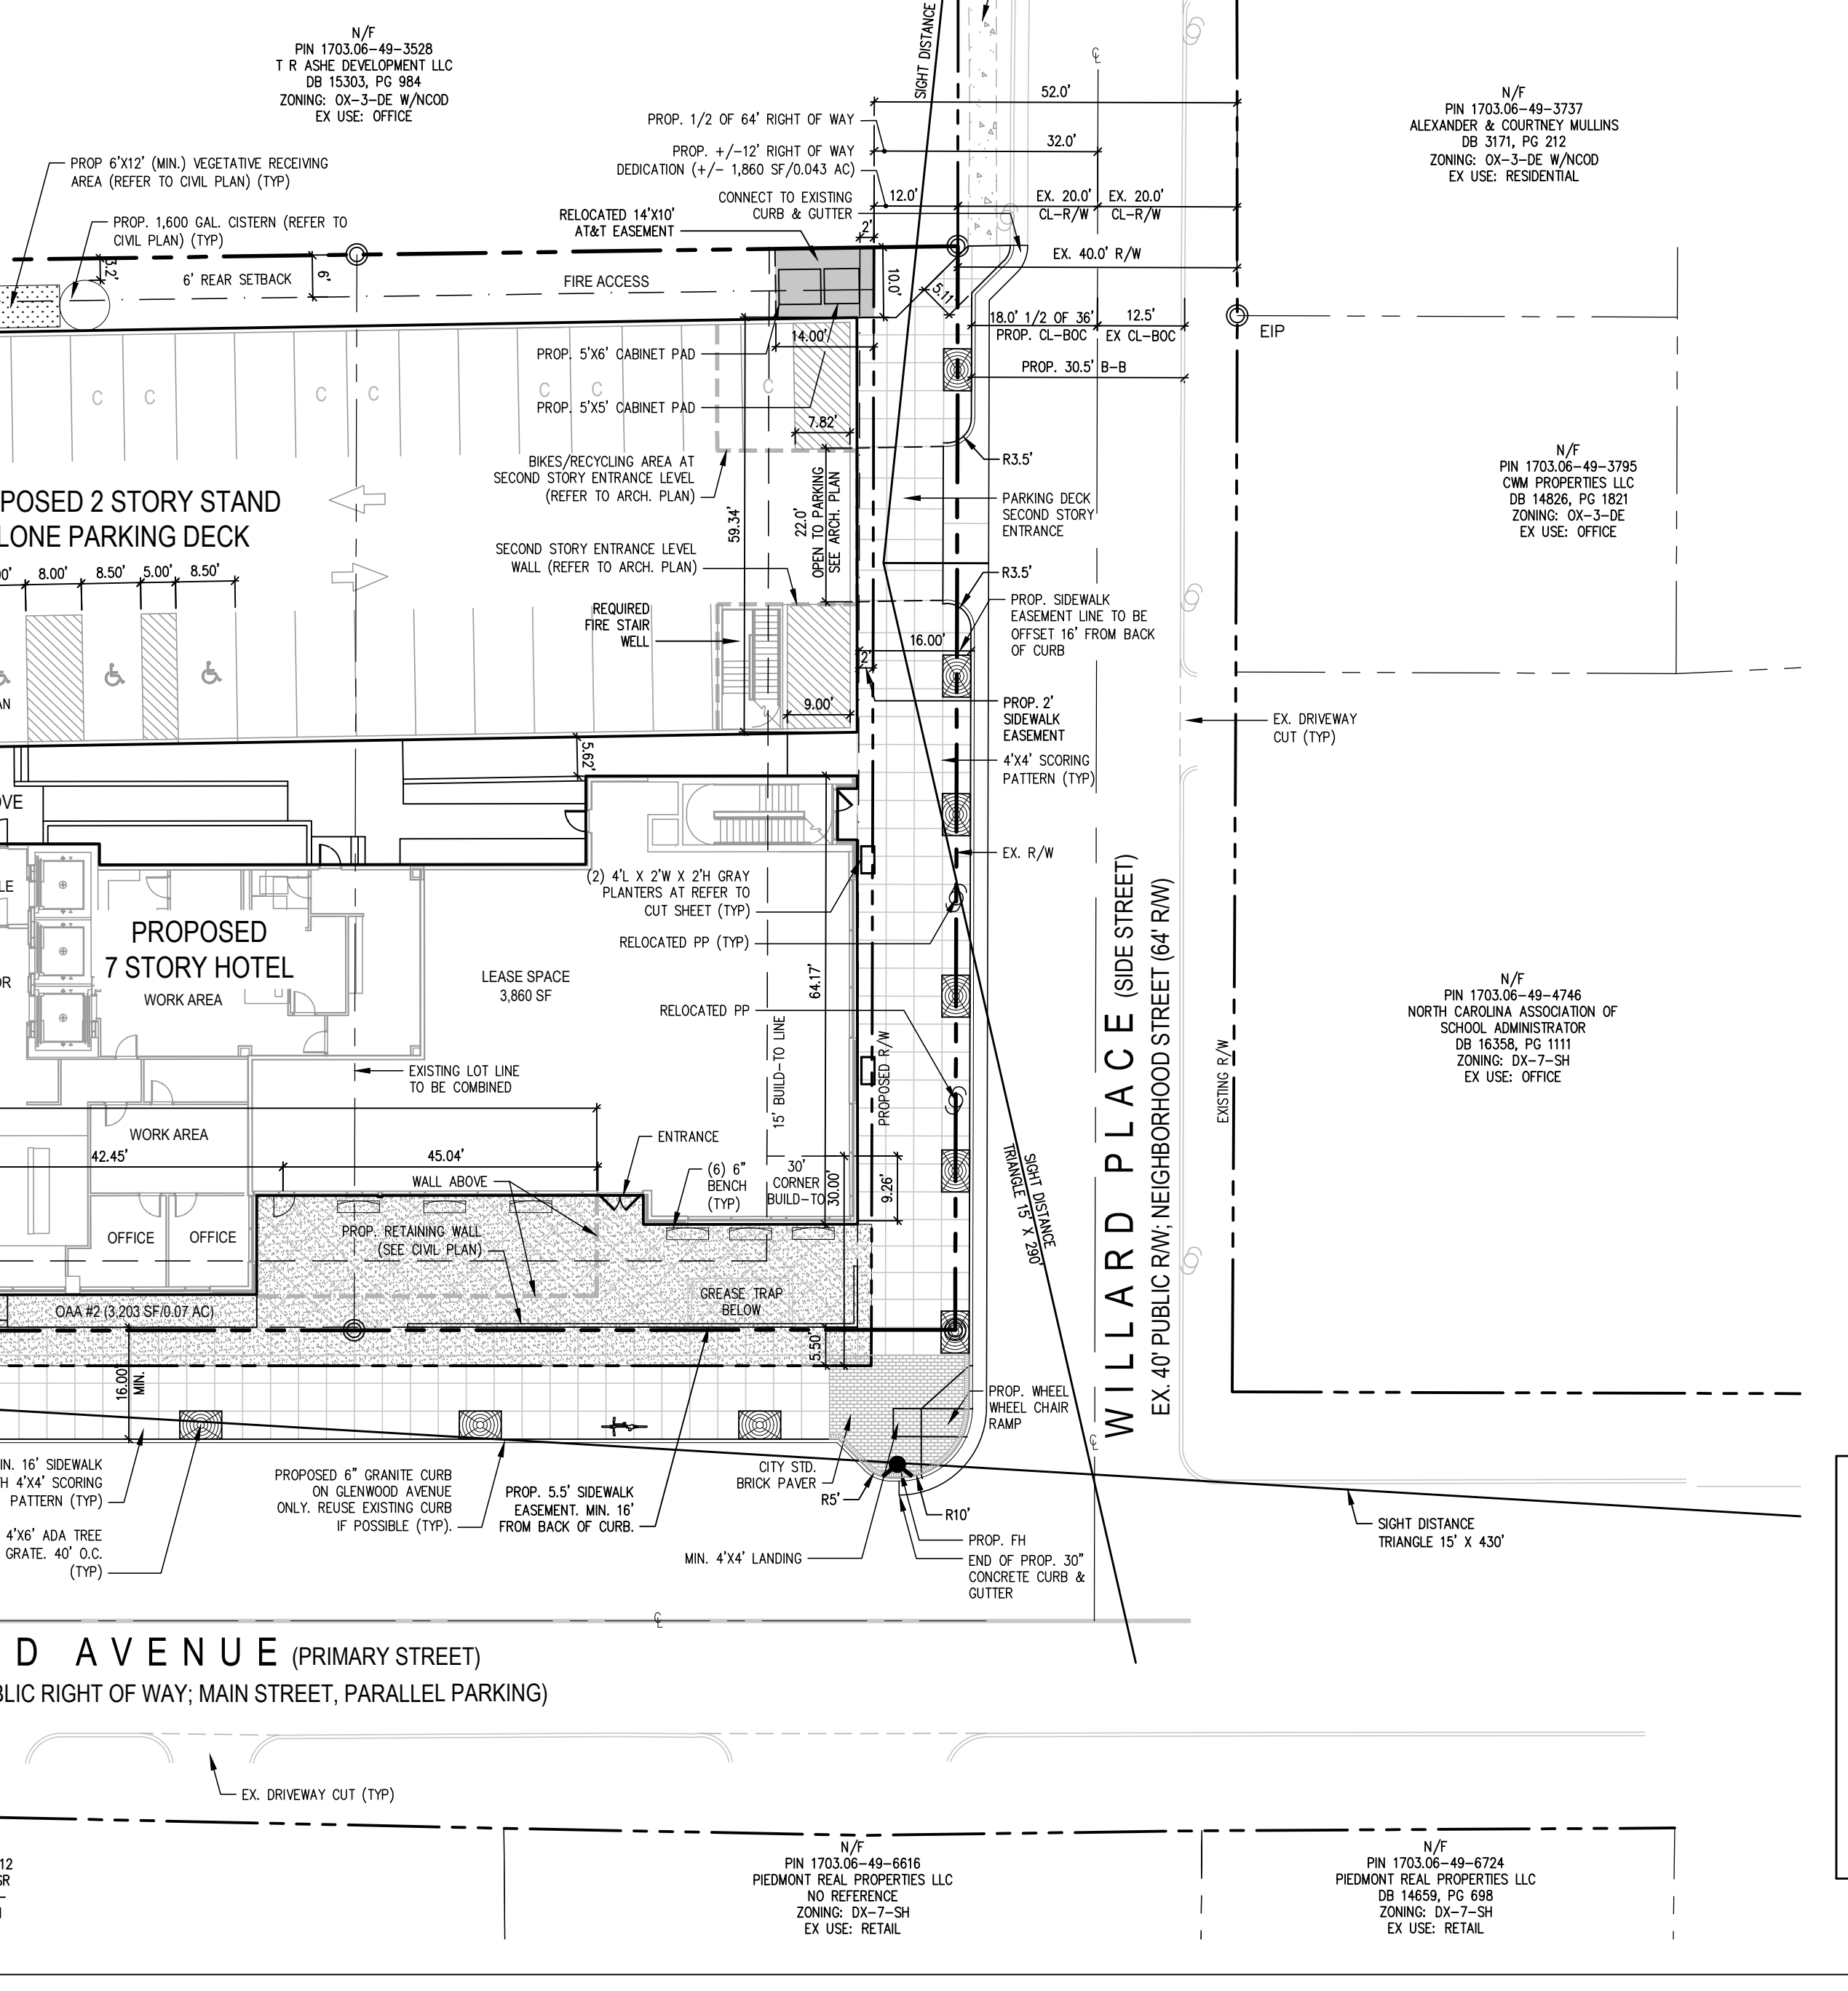 N/F
PIN 1703.06-49-3528
T R ASHE DEVELOPMENT LLC
DB 15303, PG 984
ZONING: OX-3-DE W/NCOD
EX USE: OFFICE
SIGHT DISTANCE
℄
52.0'
N/F
PIN 1703.06-49-3737
ALEXANDER & COURTNEY MULLINS
DB 3171, PG 212
ZONING: OX-3-DE W/NCOD
EX USE: RESIDENTIAL
PROP. 1/2 OF 64' RIGHT OF WAY
32.0'
PROP. +/-12' RIGHT OF WAY
DEDICATION (+/- 1,860 SF/0.043 AC)
PROP 6'X12' (MIN.) VEGETATIVE RECEIVING
AREA (REFER TO CIVIL PLAN) (TYP)
CONNECT TO EXISTING
CURB & GUTTER
12.0'
EX. 20.0'
CL-R/W
EX. 20.0'
CL-R/W
PROP. 1,600 GAL. CISTERN (REFER TO
CIVIL PLAN) (TYP)
RELOCATED 14'X10'
AT&T EASEMENT
2'
EX. 40.0' R/W
3.2'
6' REAR SETBACK
6'
FIRE ACCESS
10.0'
5.11'
18.0' 1/2 OF 36'
PROP. CL-BOC
12.5'
EX CL-BOC
EIP
14.00'
PROP. 5'X6' CABINET PAD
PROP. 30.5' B-B
C
C
C
C
C
C
C
PROP. 5'X5' CABINET PAD
7.82'
R3.5'
BIKES/RECYCLING AREA AT
SECOND STORY ENTRANCE LEVEL
(REFER TO ARCH. PLAN)
N/F
PIN 1703.06-49-3795
CWM PROPERTIES LLC
DB 14826, PG 1821
ZONING: OX-3-DE
EX USE: OFFICE
POSED 2 STORY STAND
LONE PARKING DECK
59.34'
22.0'
OPEN TO PARKING
SEE ARCH. PLAN
PARKING DECK
SECOND STORY
ENTRANCE
SECOND STORY ENTRANCE LEVEL
WALL (REFER TO ARCH. PLAN)
0'
8.00'
8.50'
5.00'
8.50'
R3.5'
PROP. SIDEWALK
EASEMENT LINE TO BE
OFFSET 16' FROM BACK
OF CURB
REQUIRED
FIRE STAIR
WELL
16.00'
2'
AN
9.00'
PROP. 2'
SIDEWALK
EASEMENT
EX. DRIVEWAY
CUT (TYP)
5.62'
4'X4' SCORING
PATTERN (TYP)
OVE
EX. R/W
(2) 4'L X 2'W X 2'H GRAY
PLANTERS AT REFER TO
CUT SHEET (TYP)
LE
PROPOSED
7 STORY HOTEL
RELOCATED PP (TYP)
LEASE SPACE
3,860 SF
64.17'
OR
WORK AREA
RELOCATED PP
15' BUILD-TO LINE
PROPOSED R/W
WILLARD PLACE (SIDE STREET)
EX. 40' PUBLIC R/W; NEIGHBORHOOD STREET (64' R/W)
EXISTING R/W
N/F
PIN 1703.06-49-4746
NORTH CAROLINA ASSOCIATION OF
SCHOOL ADMINISTRATOR
DB 16358, PG 1111
ZONING: DX-7-SH
EX USE: OFFICE
EXISTING LOT LINE
TO BE COMBINED
WORK AREA
ENTRANCE
42.45'
45.04'
WALL ABOVE
(6) 6"
BENCH
(TYP)
30'
CORNER
BUILD-TO
30.00'
9.26'
SIGHT DISTANCE
TRIANGLE 15' X 290'
OFFICE
OFFICE
PROP. RETAINING WALL
(SEE CIVIL PLAN)
GREASE TRAP
BELOW
OAA #2 (3,203 SF/0.07 AC)
5.50'
16.00'
MIN.
PROP. WHEEL
WHEEL CHAIR
RAMP
℄
IN. 16' SIDEWALK
H 4'X4' SCORING
PATTERN (TYP)
PROPOSED 6" GRANITE CURB
ON GLENWOOD AVENUE
ONLY. REUSE EXISTING CURB
IF POSSIBLE (TYP).
PROP. 5.5' SIDEWALK
EASEMENT. MIN. 16'
FROM BACK OF CURB.
CITY STD.
BRICK PAVER
R5'
R10'
SIGHT DISTANCE
TRIANGLE 15' X 430'
4'X6' ADA TREE
GRATE. 40' O.C.
(TYP)
MIN. 4'X4' LANDING
PROP. FH
END OF PROP. 30"
CONCRETE CURB &
GUTTER
℄
D AVENUE (PRIMARY STREET)
BLIC RIGHT OF WAY; MAIN STREET, PARALLEL PARKING)
EX. DRIVEWAY CUT (TYP)
12
SR
N/F
PIN 1703.06-49-6616
PIEDMONT REAL PROPERTIES LLC
NO REFERENCE
ZONING: DX-7-SH
EX USE: RETAIL
N/F
PIN 1703.06-49-6724
PIEDMONT REAL PROPERTIES LLC
DB 14659, PG 698
ZONING: DX-7-SH
EX USE: RETAIL